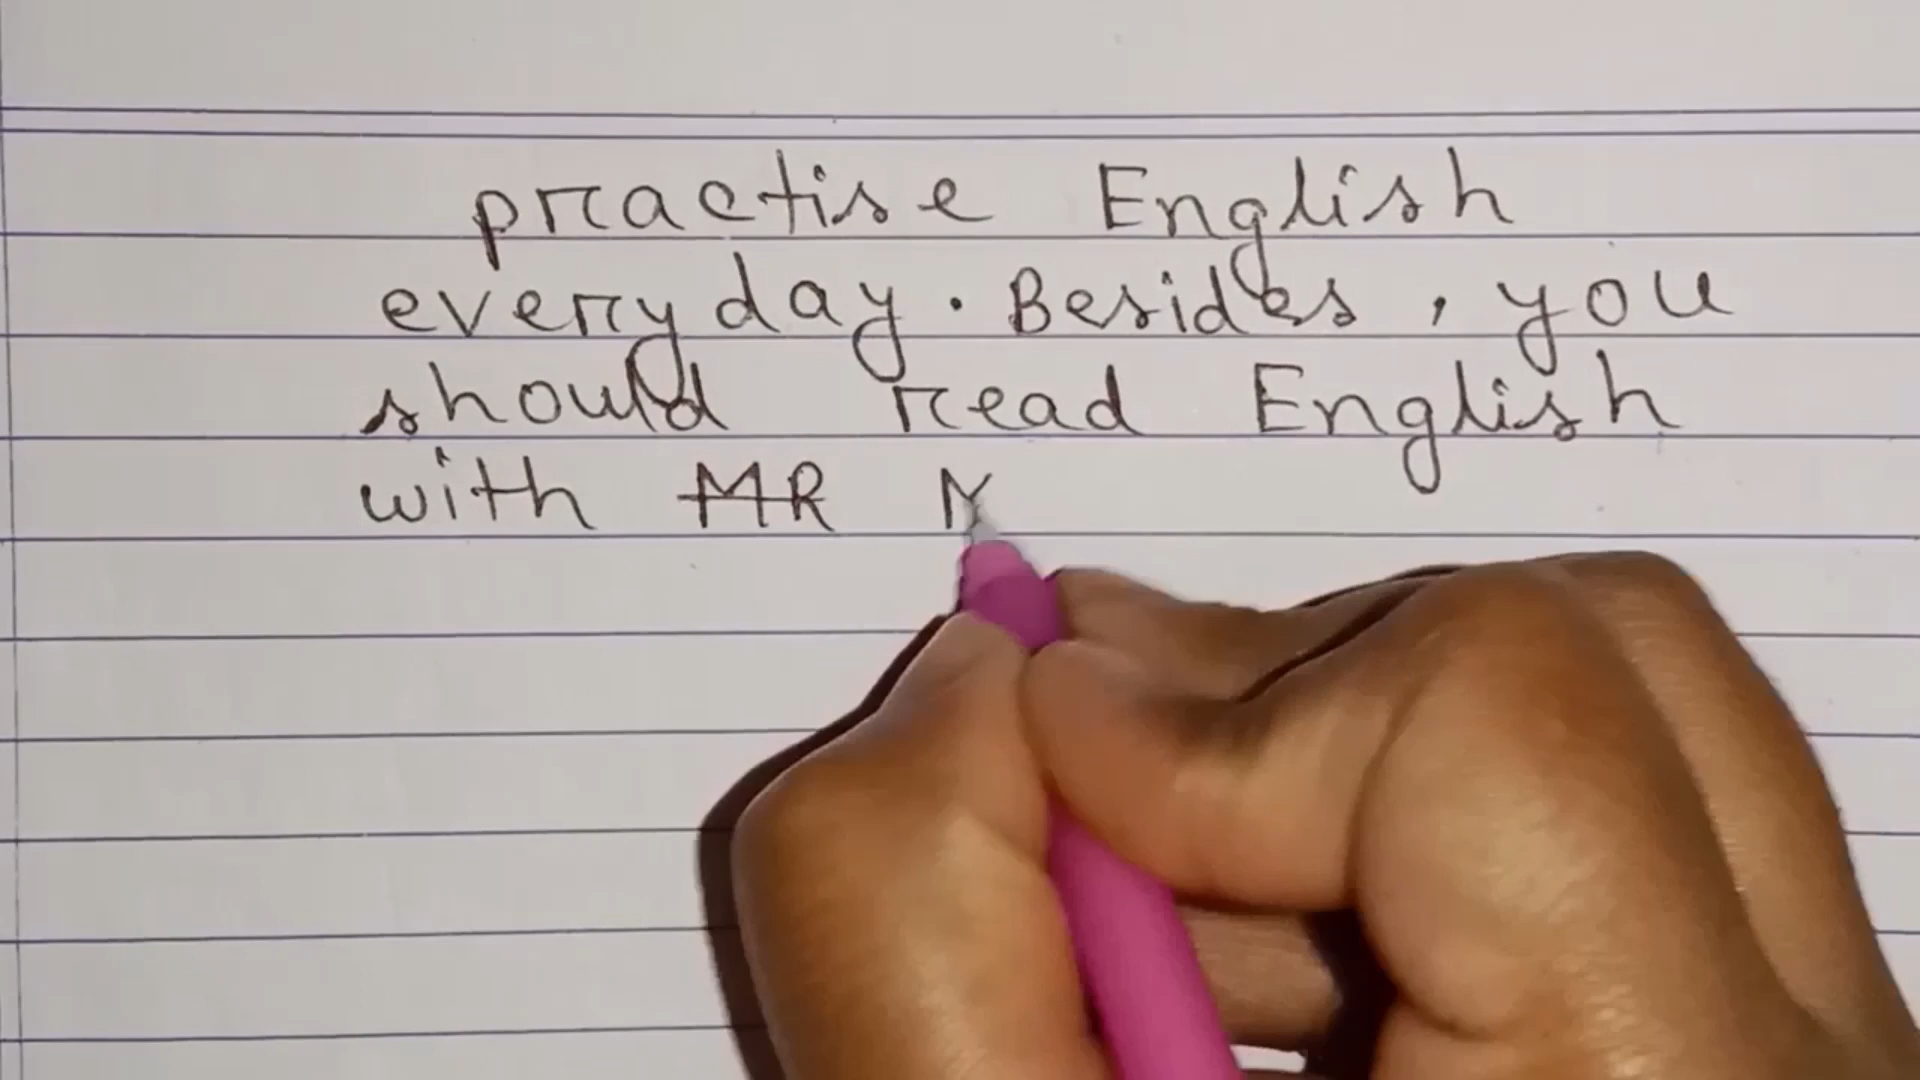 practise English
everyday. Besides, you
should read English
with MR